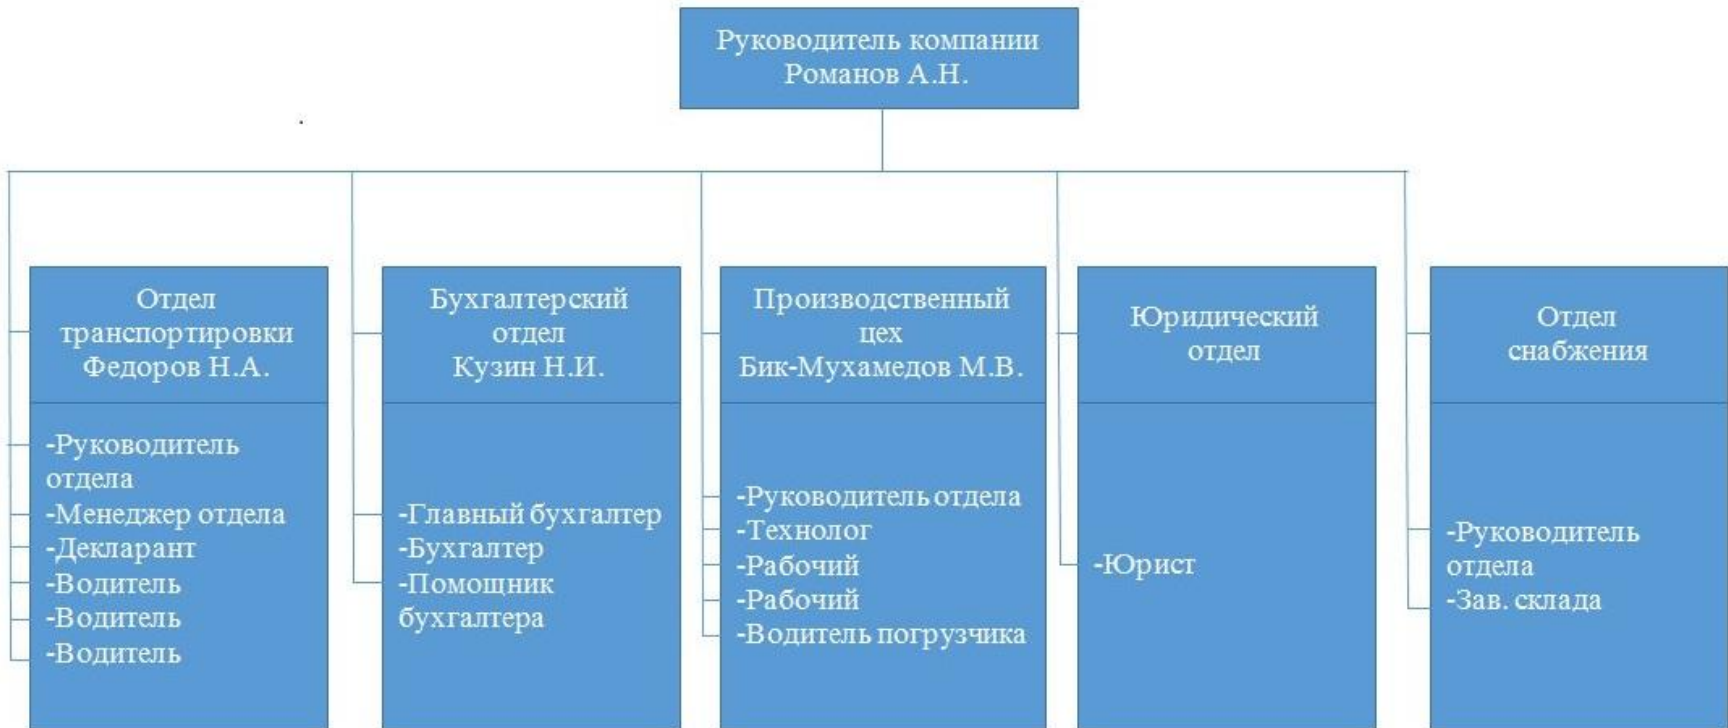 Руководитель компании
Романов А.Н.
Отдел
транспортировки
Федоров Н.А.
-Руководитель
отдела
-Менеджер отдела
-Декларант
-Водитель
-Водитель
-Водитель
Бухгалтерский
отдел
Кузин Н.И.
-Главный бухгалтер
-Бухгалтер
-Помощник
бухгалтера
Производственный
цех
Бик-Мухамедов М.В.
-Руководитель отдела
-Технолог
-Рабочий
-Рабочий
-Водитель погрузчика
Юридический
отдел
-Юрист
Отдел
снабжения
-Руководитель
отдела
-Зав. склада